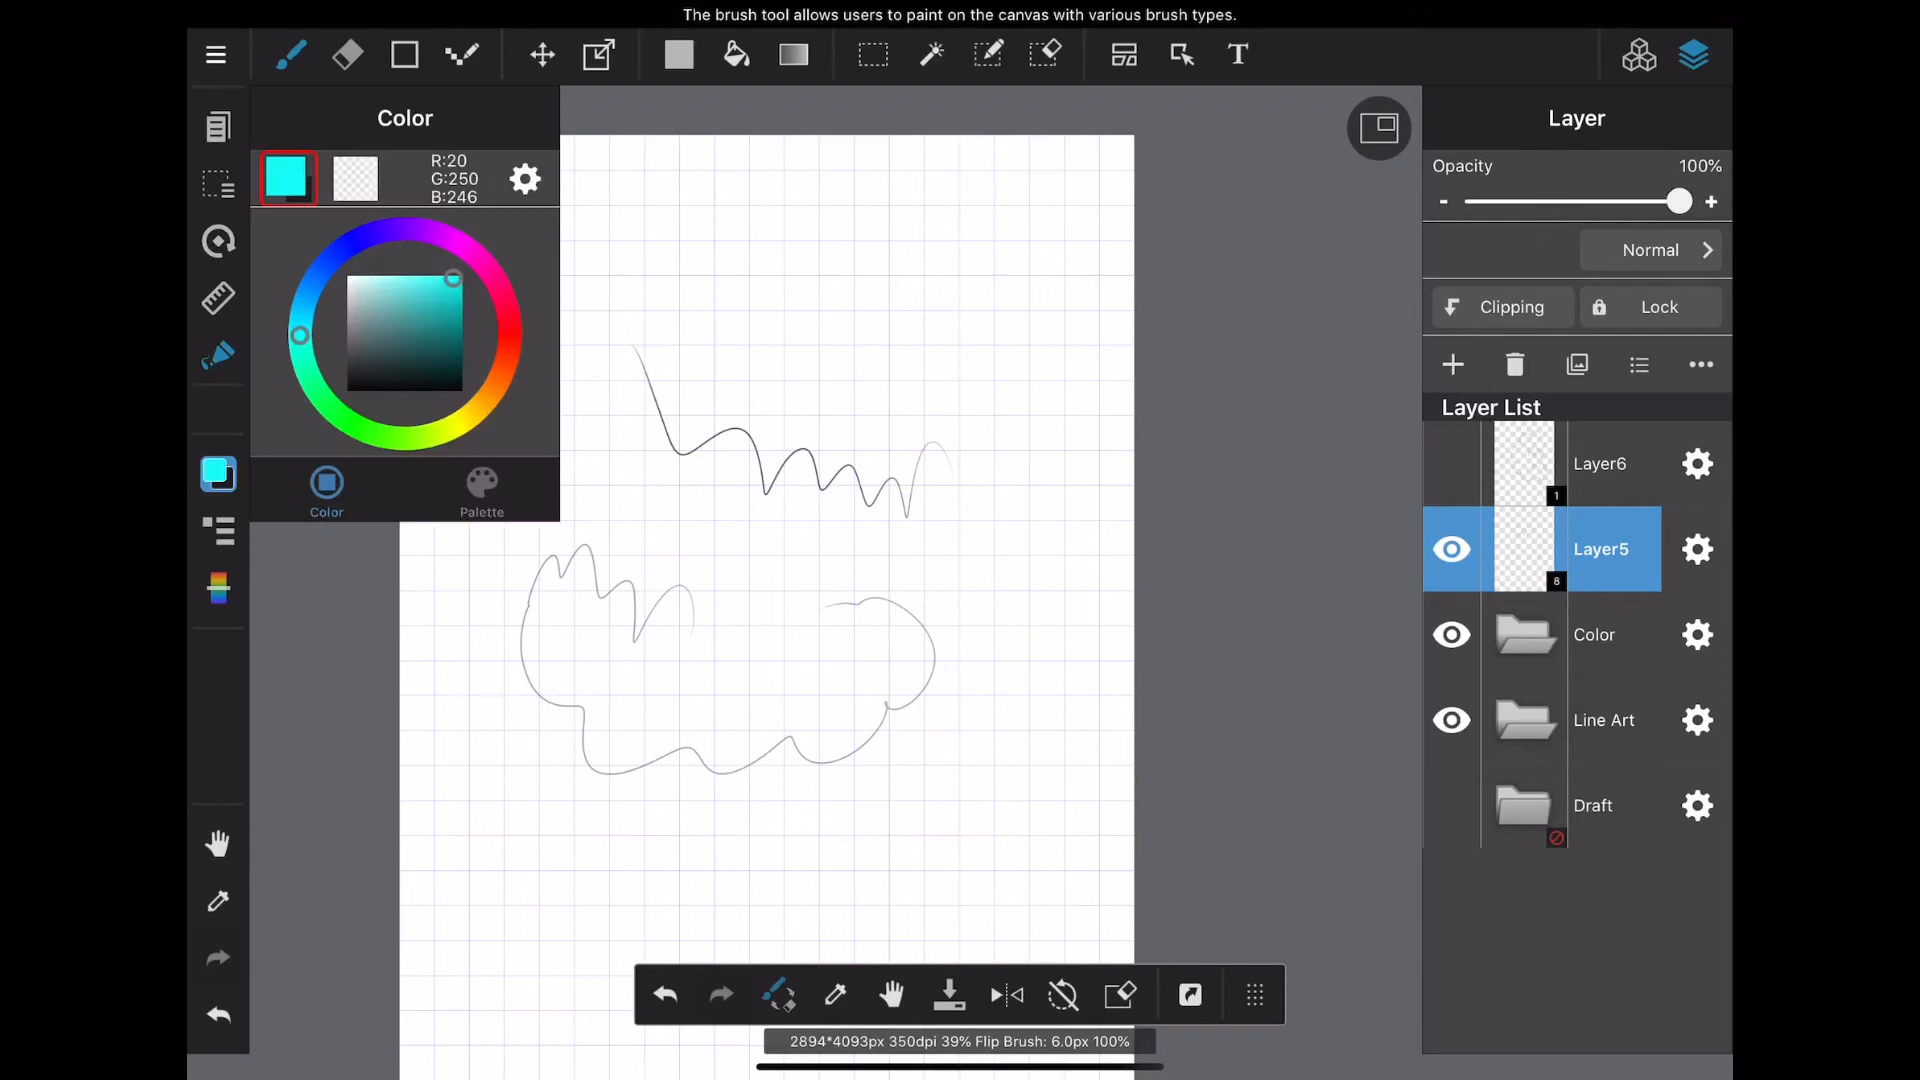 The brush tool allows users to paint on the canvas with various brush types.
T
Color
R:20
G:250
B:246
Color
Palette
Layer
Opacity 100%
- +
Normal
Clipping Lock
Layer List
Layer6
1
Layer5
8
Color
Line Art
Draft
2894*4093px 350dpi 39% Flip Brush: 6.0px 100%